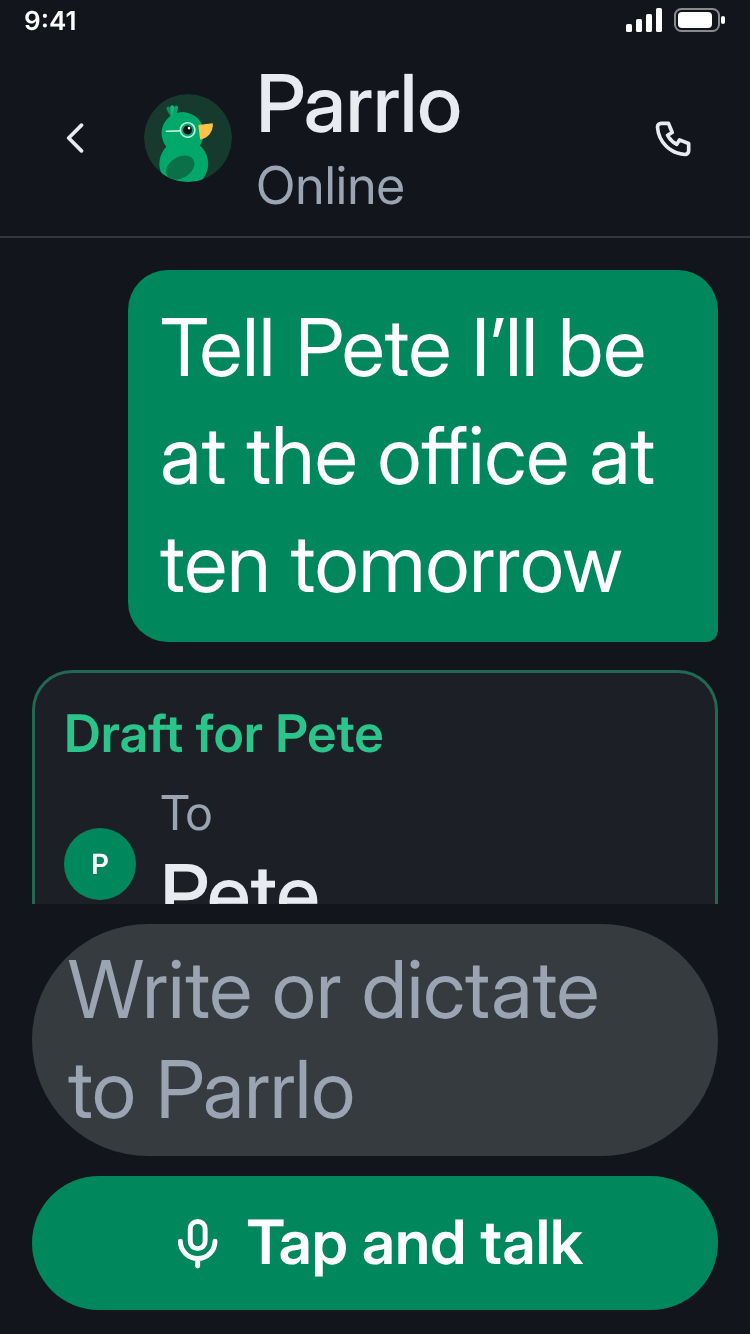 9:41
Parrlo
Online
Tell Pete I’ll be
at the office at
ten tomorrow
Draft for Pete
To
P
Pete
Write or dictate
to Parrlo
Tap and talk